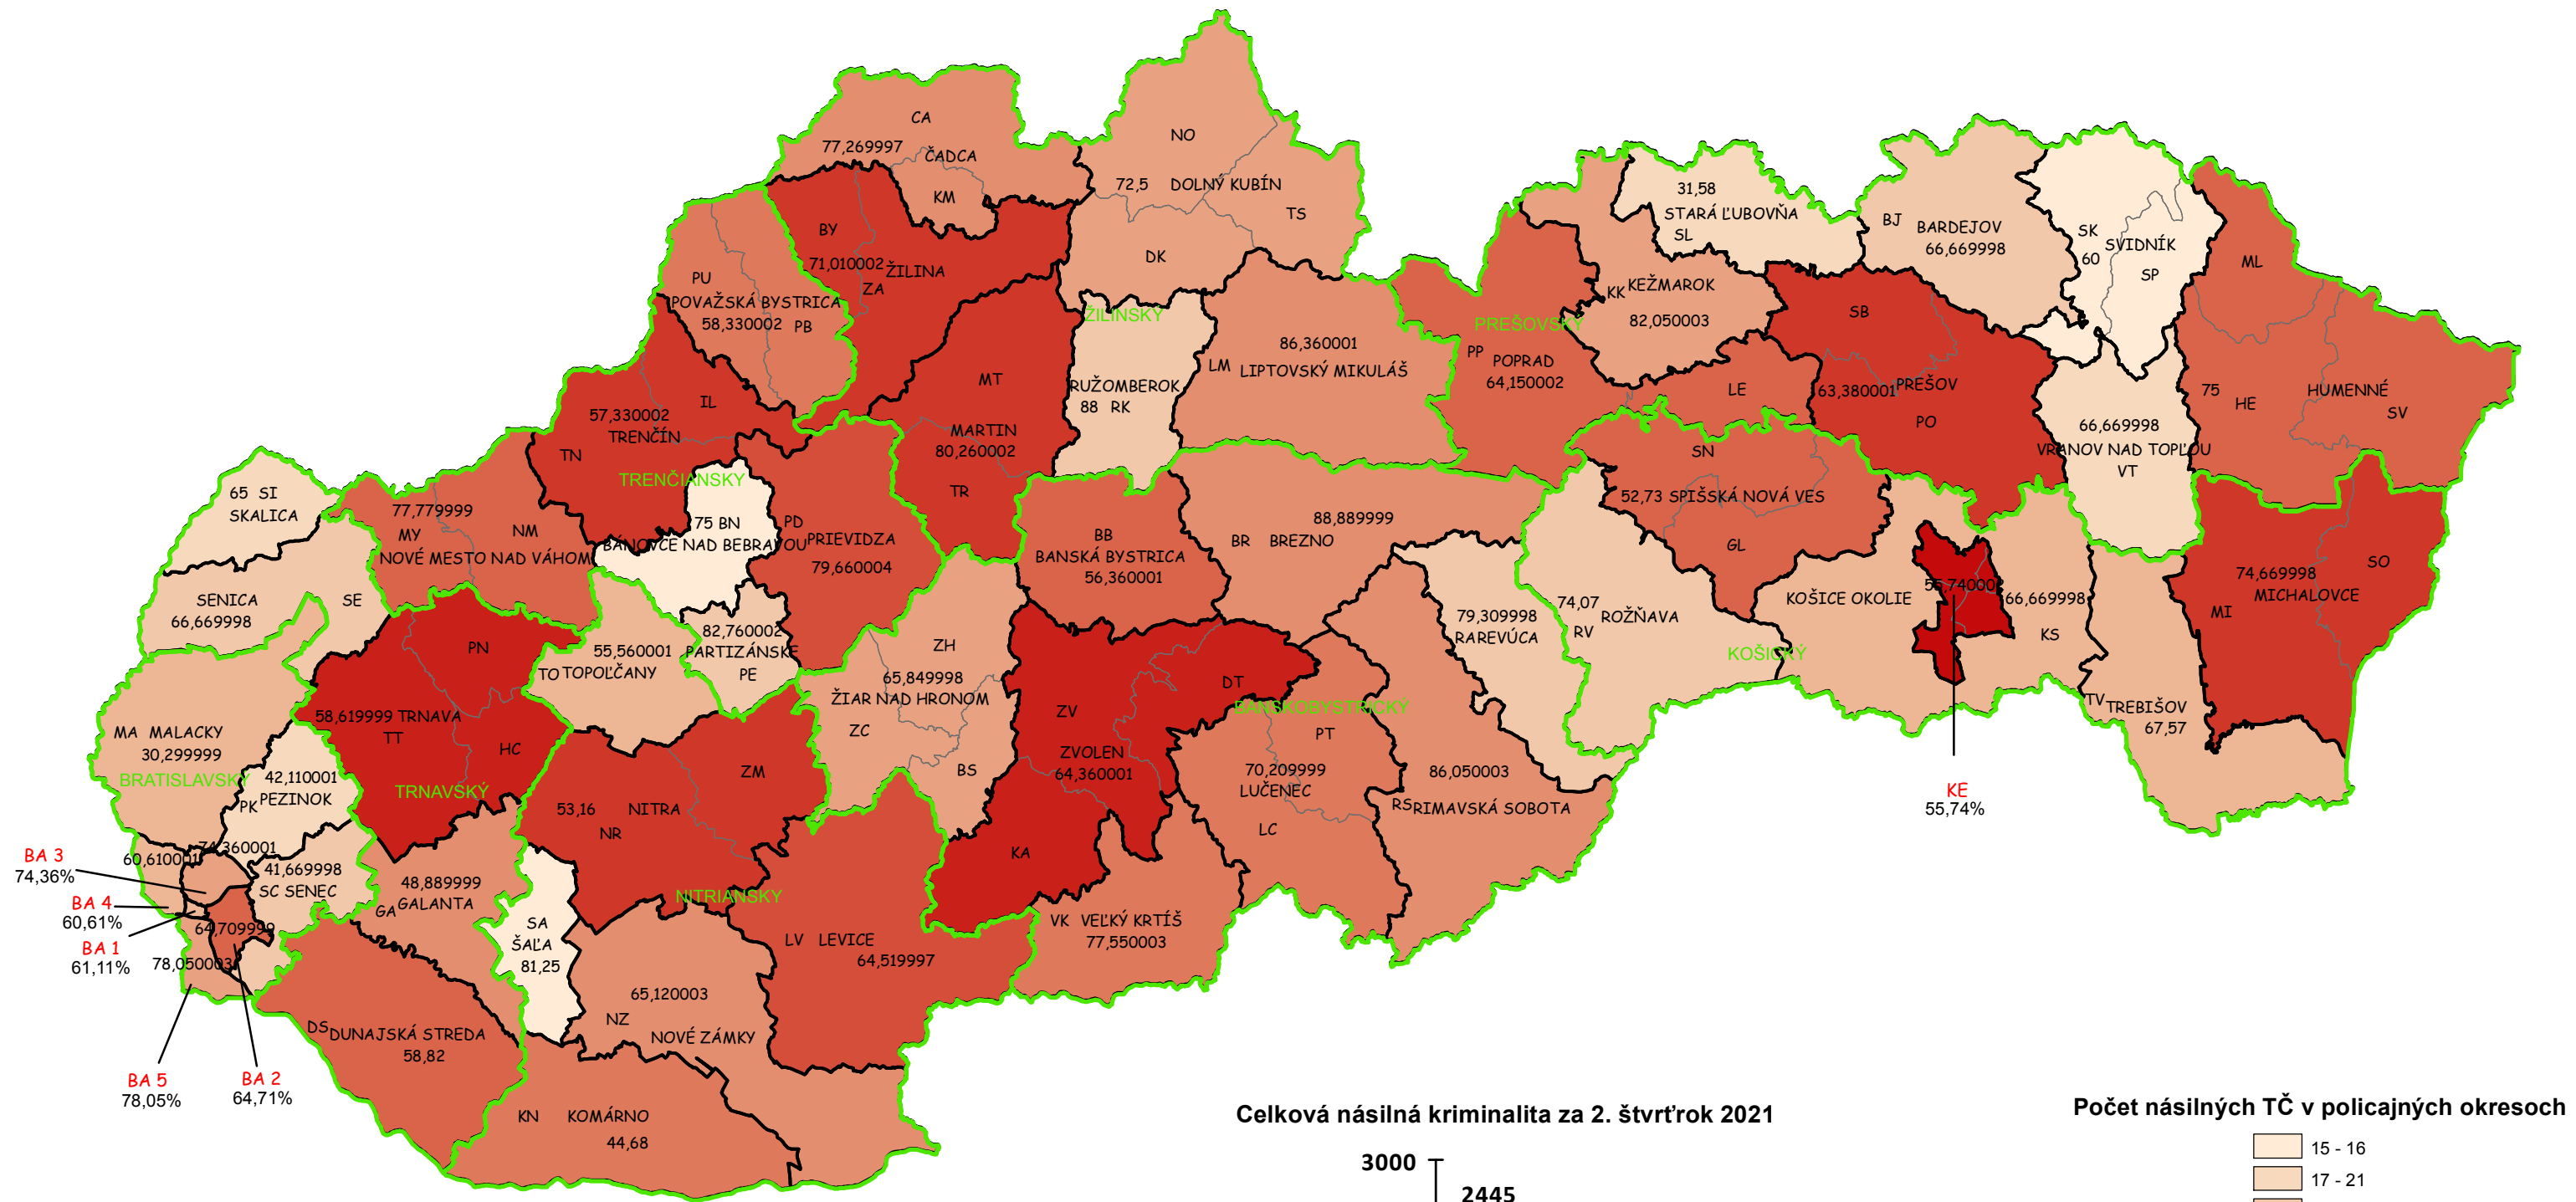 CA
77,269997
ČADCA
KM
NO
72,5 DOLNÝ KUBÍN
TS
DK
BY
71,010002
ŽILINA
ZA
PU
POVAŽSKÁ BYSTRICA
58,330002 PB
ŽILINSKÝ
RUŽOMBEROK
88 RK
86,360001
LM LIPTOVSKÝ MIKULÁŠ
MT
MARTIN
80,260002
TR
57,330002
TRENČÍN
IL
TN
TRENČIANSKY
31,58
STARÁ ĽUBOVŇA
SL
KK KEŽMAROK
82,050003
PREŠOVSKÝ
PP POPRAD
64,150002
LE
BJ BARDEJOV
66,669998
SK
60
SVIDNÍK
SP
SB
63,380001
PREŠOV
PO
ML
75
HE
HUMENNÉ
SV
66,669998
VRANOV NAD TOPĽOU
VT
65 SI
SKALICA
77,779999
MY
NM
NOVÉ MESTO NAD VÁHOM
75 BN
BÁNOVCE NAD BEBRAVOU
PD
PRIEVIDZA
79,660004
BB
BANSKÁ BYSTRICA
56,360001
88,889999
BR BREZNO
SN
52,73 SPIŠSKÁ NOVÁ VES
GL
SENICA
66,669998
SE
PN
58,619999 TRNAVA
TT
HC
TRNAVSKÝ
55,560001
TO TOPOĽČANY
82,760002
PARTIZÁNSKE
PE
ZH
65,849998
ŽIAR NAD HRONOM
ZC
BS
79,309998
RA REVÚCA
74,07
ROŽŇAVA
RV
KOŠICKÝ
KOŠICE OKOLIE
66,669998
KS
KE
55,74%
74,669998
MICHALOVCE
MI
SO
TV TREBIŠOV
67,57
MA MALACKY
30,299999
BRATISLAVSKÝ
42,110001
PEZINOK
PK
DT
ZV
ZVOLEN
64,360001
KA
BANSKOBYSTRICKÝ
PT
70,209999
LUČENEC
LC
86,050003
RS RIMAVSKÁ SOBOTA
ZM
53,16 NITRA
NR
NITRIANSKY
60,610001
74,360001
BA 3
74,36%
BA 4
60,61%
BA 1
61,11%
41,669998
SC SENEC
64,709999
78,050003
BA 5
78,05%
BA 2
64,71%
48,889999
GA GALANTA
SA
ŠAĽA
81,25
LV LEVICE
64,519997
VK VEĽKÝ KRTÍŠ
77,550003
65,120003
NZ
NOVÉ ZÁMKY
DS DUNAJSKÁ STREDA
58,82
KN KOMÁRNO
44,68
Celková násilná kriminalita za 2. štvrťrok 2021
3000
2445
Počet násilných TČ v policajných okresoch
15 - 16
17 - 21